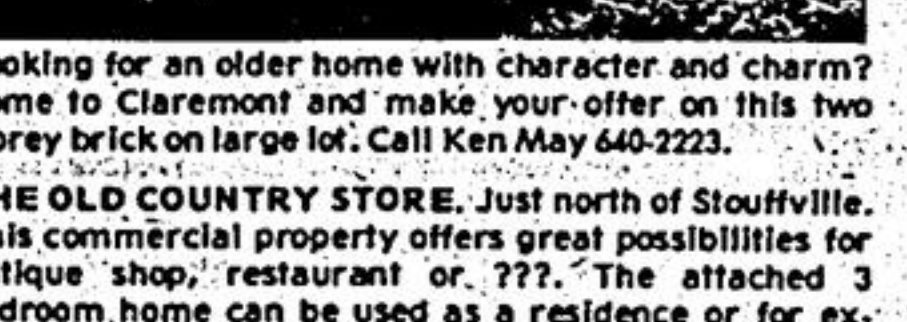 oking for an older home with character and charm?
ome to Claremont and make your offer on this two
orey brick on large lot. Call Ken May 640-2223.
HE OLD COUNTRY STORE. Just north of Stouffville.
his commercial property offers great possibilities for
tique shop, restaurant or ???. The attached 3
droom home can be used as a residence or for ex-